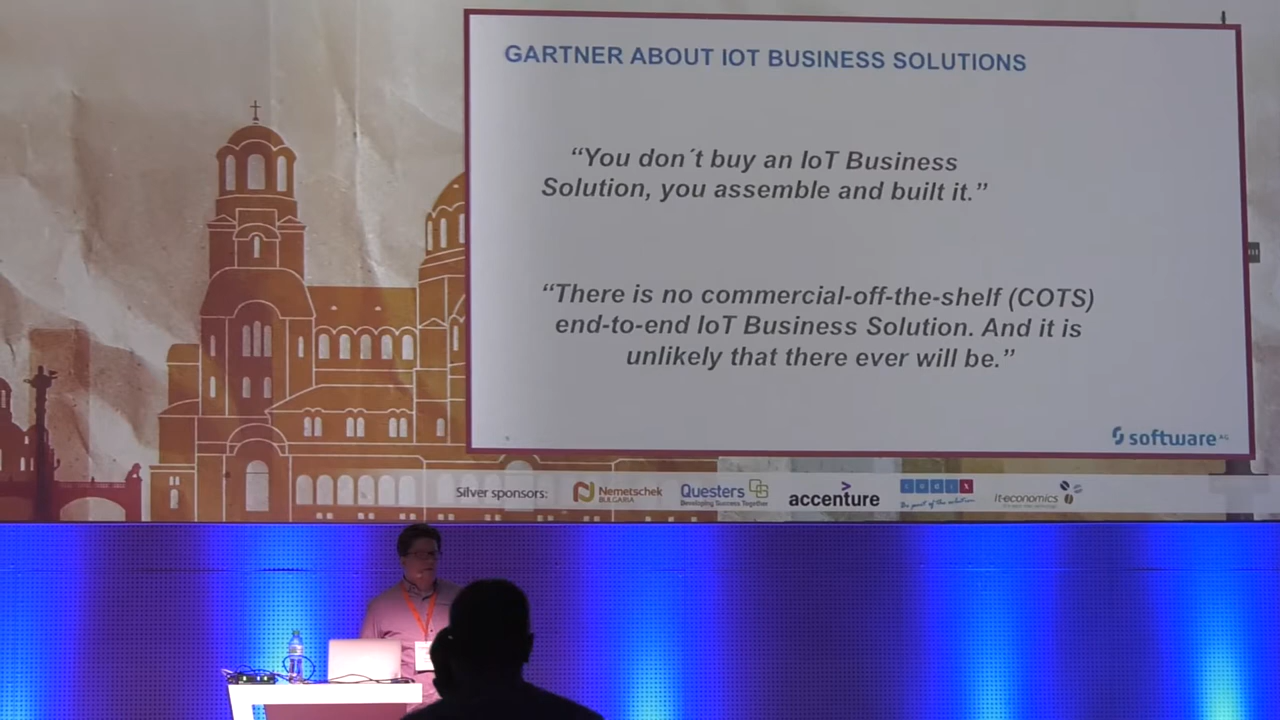 GARTNER ABOUT IOT BUSINESS SOLUTIONS
“You don´t buy an IoT Business
Solution, you assemble and built it.”
“There is no commercial-off-the-shelf (COTS)
end-to-end IoT Business Solution. And it is
unlikely that there ever will be.”
software AG
Silver sponsors:
Nemetschek
BULGARIA
Questers
Developing Success Together
accenture
it-economics